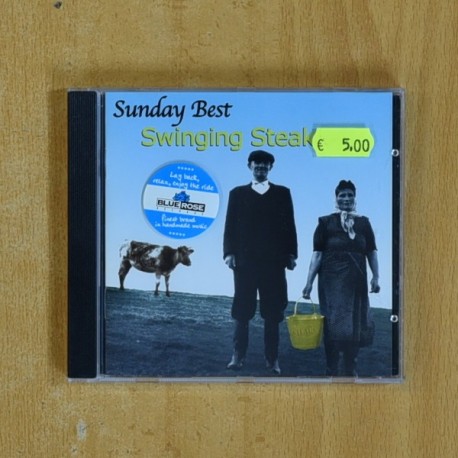 Sunday Best
Swinging Steak
€ 5,00
Lay back,
relax, enjoy the ride
BLUE ROSE
finest brand
in handmade music